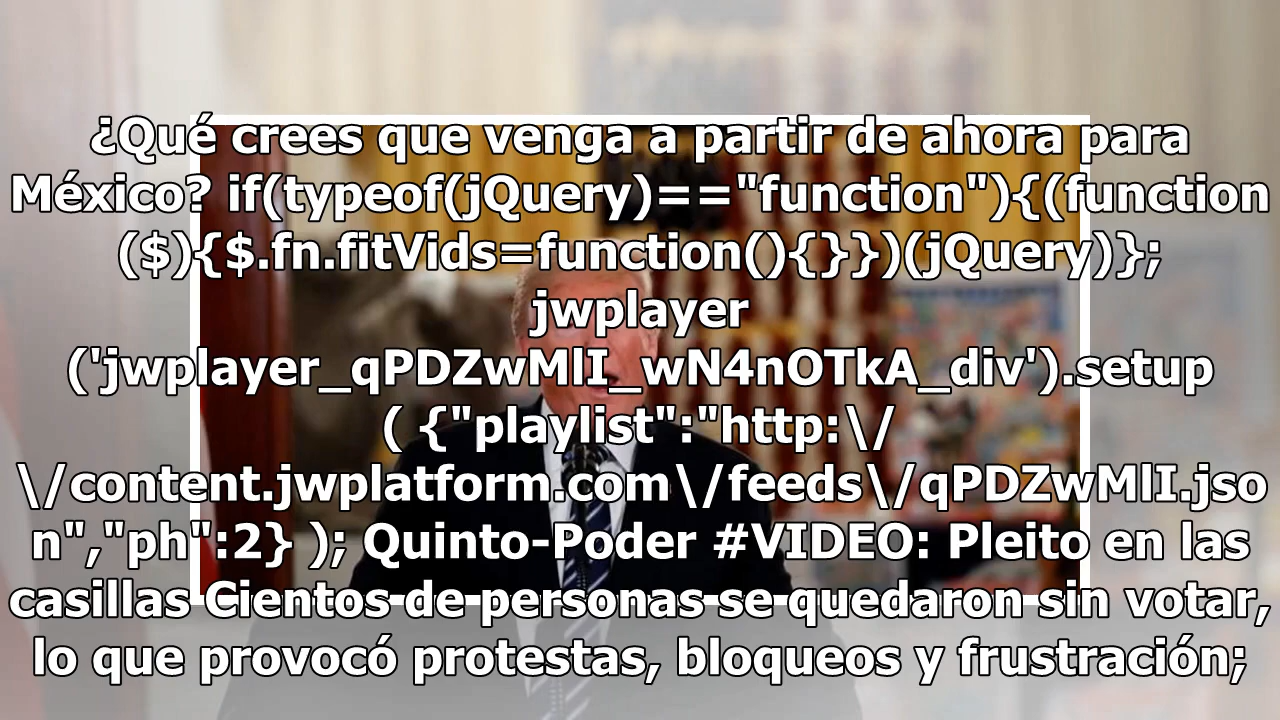 ¿Qué crees que venga a partir de ahora para
México? if(typeof(jQuery)=="function"){(function
($){$.fn.fitVids=function(){}})(jQuery)};
jwplayer
('jwplayer_qPDZwMlI_wN4nOTkA_div').setup
( {"playlist":"http:\/
\/content.jwplatform.com\/feeds\/qPDZwMlI.jso
n","ph":2} ); Quinto-Poder #VIDEO: Pleito en las
casillas Cientos de personas se quedaron sin votar,
lo que provocó protestas, bloqueos y frustración;